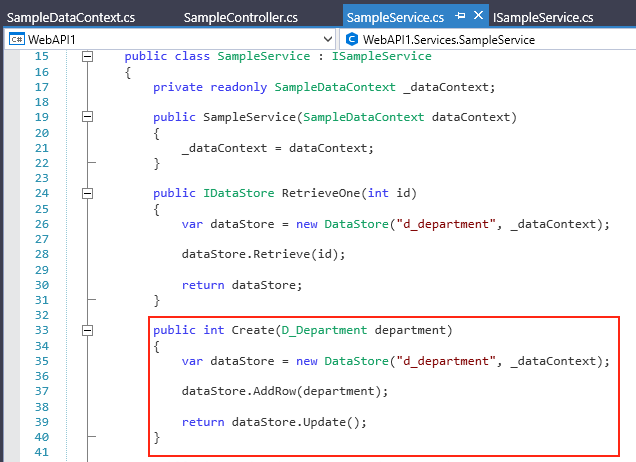 SampleDataContext.cs SampleController.cs SampleService.cs ISampleService.cs
C# WebAPI1 WebAPI1.Services.SampleService
15 public class SampleService : ISampleService
16 {
17 private readonly SampleDataContext _dataContext;
18
19 public SampleService(SampleDataContext dataContext)
20 {
21 _dataContext = dataContext;
22 }
23
24 public IDataStore RetrieveOne(int id)
25 {
26 var dataStore = new DataStore("d_department", _dataContext);
27
28 dataStore.Retrieve(id);
29
30 return dataStore;
31 }
32
33 public int Create(D_Department department)
34 {
35 var dataStore = new DataStore("d_department", _dataContext);
36
37 dataStore.AddRow(department);
38
39 return dataStore.Update();
40 }
41